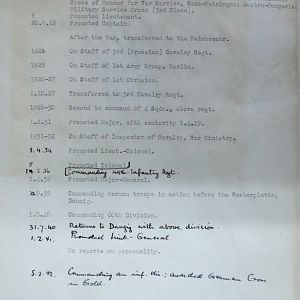 Cross of Honour for War Service, Saxe-Meiningen; Austro-Hungarian
Military Service Cross (3rd Class).
? Promoted Lieutenant.
20.9.18 Promoted Captain.
After the War, transferred to the Reichswehr.
192 On Staff of 3rd (Prussian) Cavalry Regt.
1925 On Staff of 1st Army Group, Berlin.
1926-27 On Staff of 1st Division.
1.10.27 Transferred to 3rd Cavalry Regt.
1928-30 Second in command of 4 Sqdn., above regt.
1.2.31 Promoted Major, with seniority 1.6.29.
1931-32 On Staff of Inspector of Cavalry, War Ministry.
1.4.34 Promoted Lieut.-Colonel.
? Promoted Colonel
1.2.36 [Commanding 44th Infantry Regt.
1.6.39 Promoted Major-General.
.9.39 Commanding German troops in action before the Westerplatte,
Danzig.
1.6.40 Commanding 60th Division.
31.7.40 Returns to Danzig with above division.
1.2.41. Promoted Lieut.-General
No reports on personality.
5.2.42. Commanding an inf. div.; awarded German Cross
in Gold.